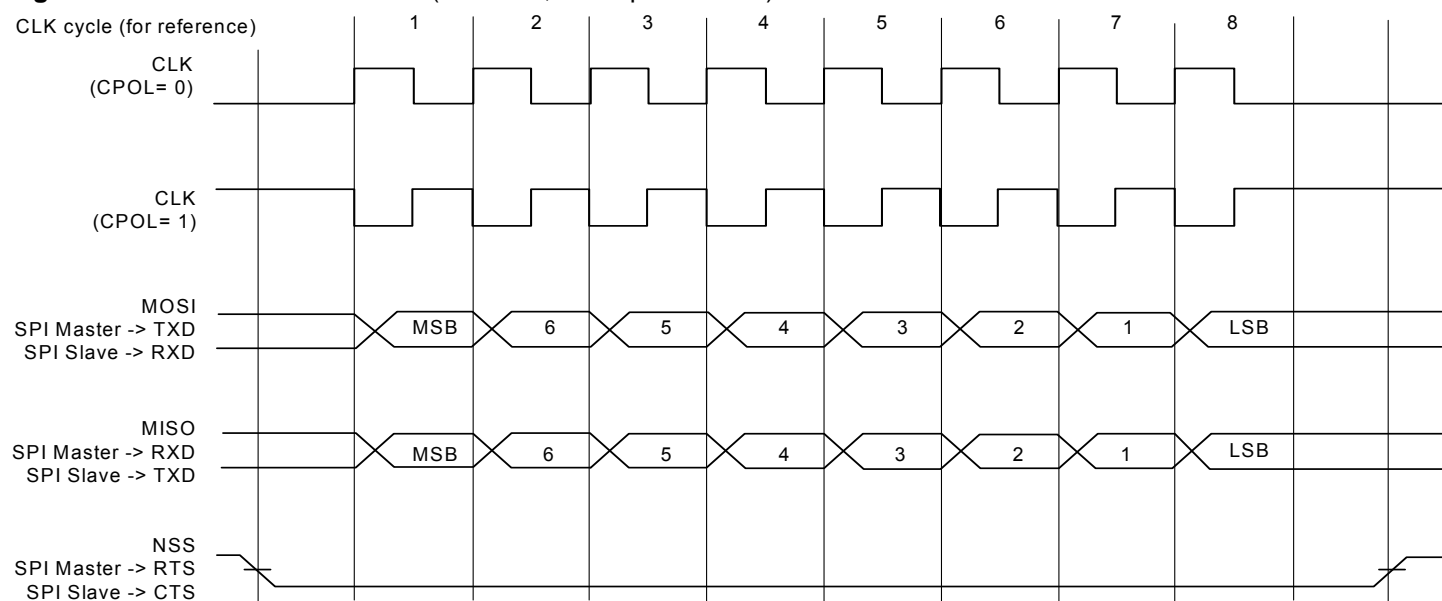 CLK cycle (for reference)
1 2 3 4 5 6 7 8
CLK
(CPOL= 0)
CLK
(CPOL= 1)
MOSI
SPI Master -> TXD
SPI Slave -> RXD
MSB 6 5 4 3 2 1 LSB
MISO
SPI Master -> RXD
SPI Slave -> TXD
MSB 6 5 4 3 2 1 LSB
NSS
SPI Master -> RTS
SPI Slave -> CTS